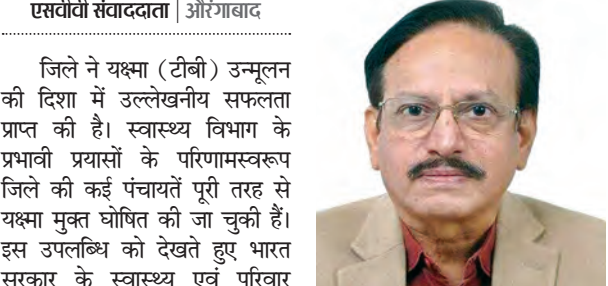 एसवीवी संवाददाता | औरंगाबाद
जिले ने यक्ष्मा (टीबी) उन्मूलन
की दिशा में उल्लेखनीय सफलता
प्राप्त की है। स्वास्थ्य विभाग के
प्रभावी प्रयासों के परिणामस्वरूप
जिले की कई पंचायतें पूरी तरह से
यक्ष्मा मुक्त घोषित की जा चुकी हैं।
इस उपलब्धि को देखते हुए भारत
सरकार के स्वास्थ्य एवं परिवार